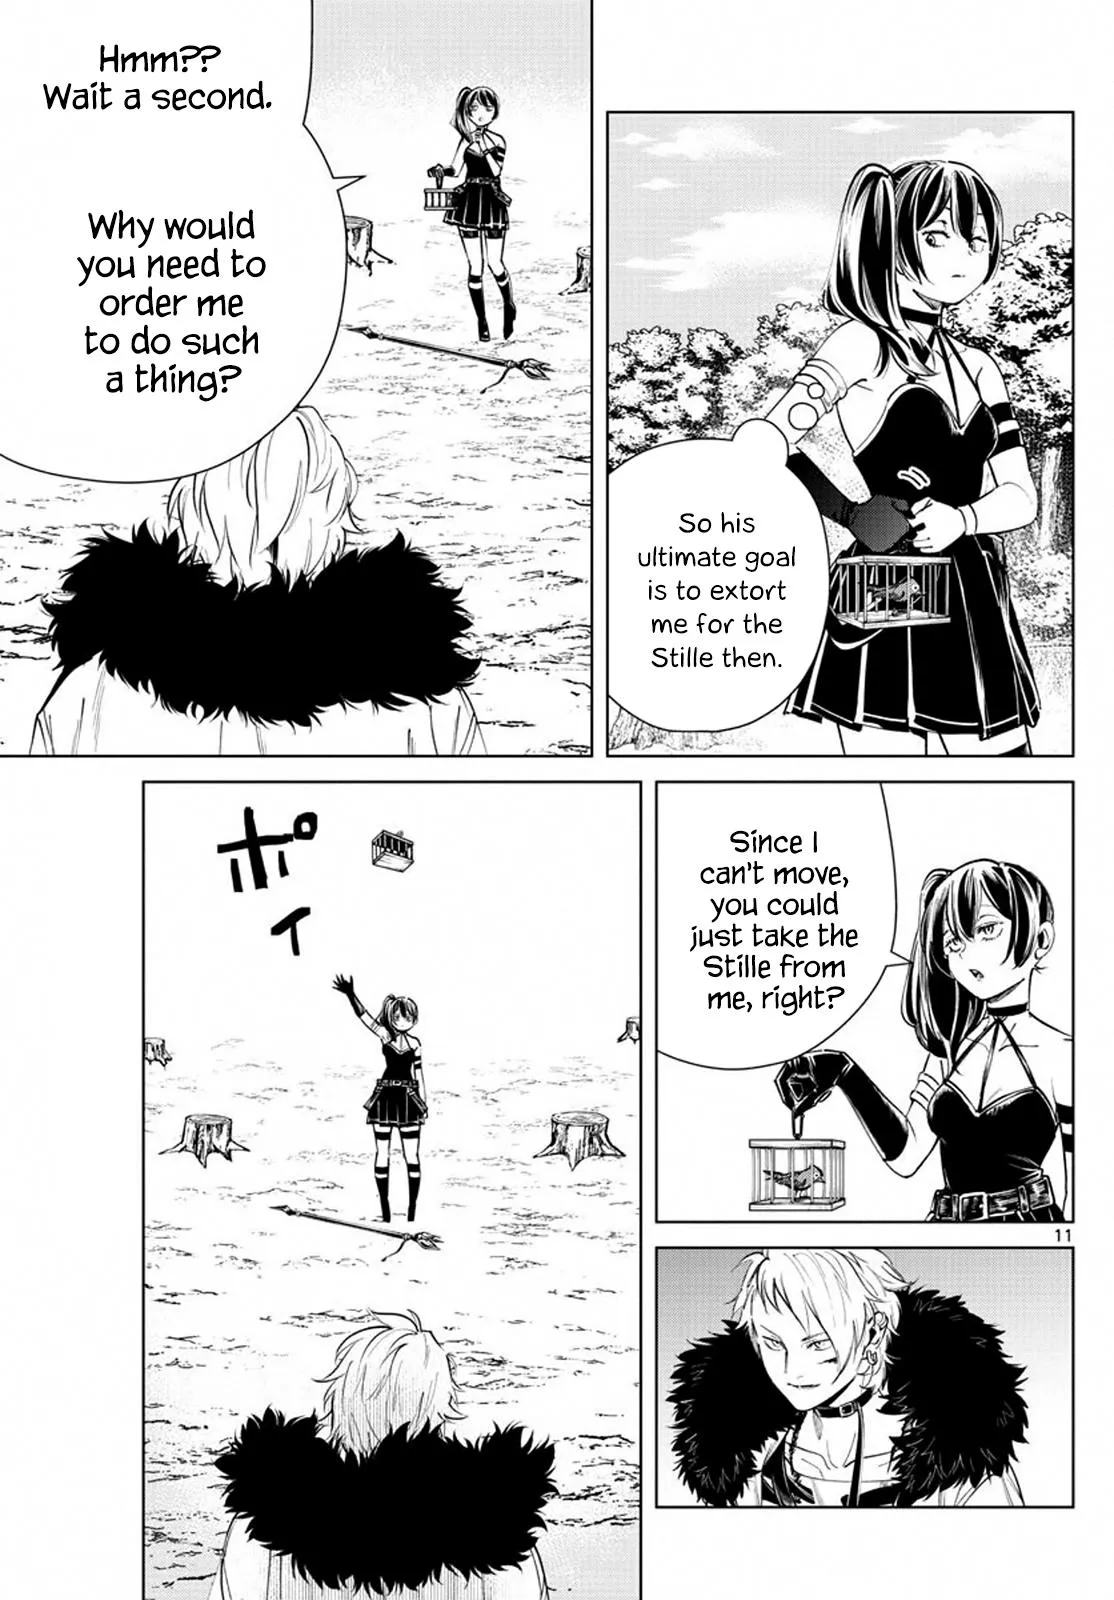 So his
ultimate goal
is to extort
me for the
Stille then.
Hmm??
Wait a second.
Why would
you need to
order me
to do such
a thing?
Since I
can't move,
you could
just take the
Stille from
me, right?
11
ポイ